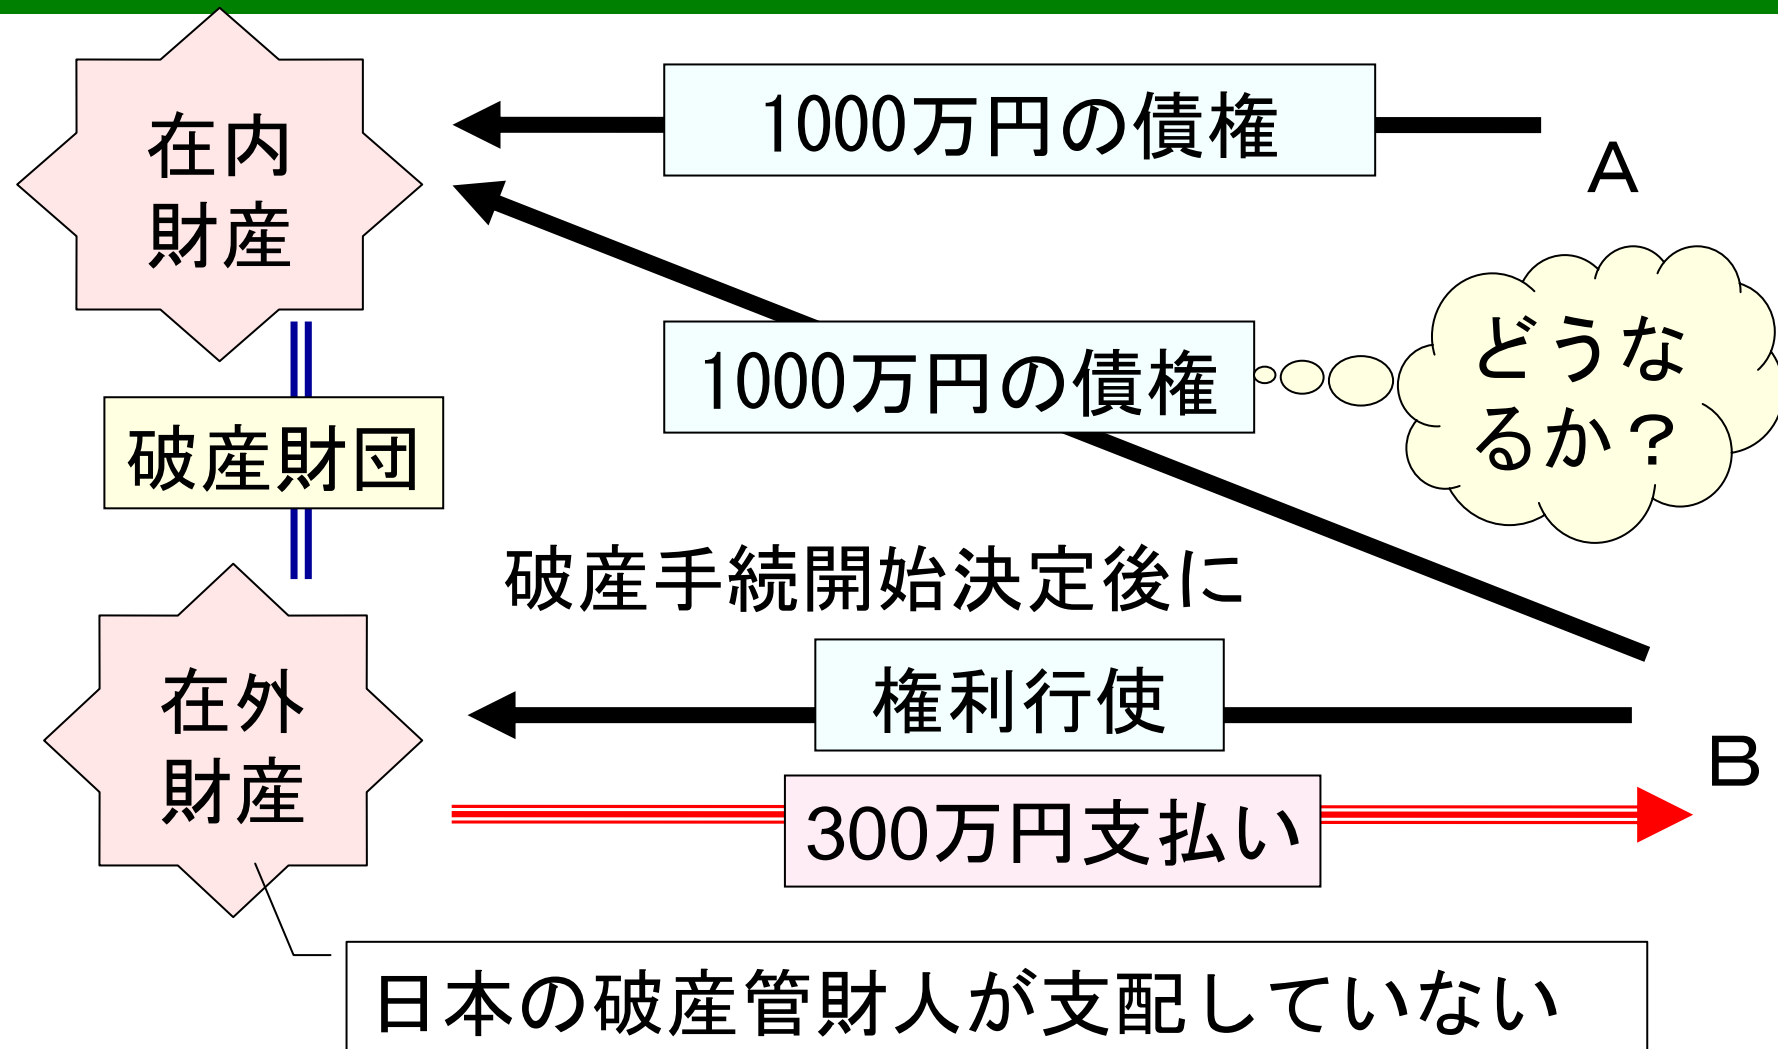 在内
財産
1000万円の債権
A
1000万円の債権
どうな
るか？
破産財団
破産手続開始決定後に
在外
財産
権利行使
B
300万円支払い
日本の破産管財人が支配していない